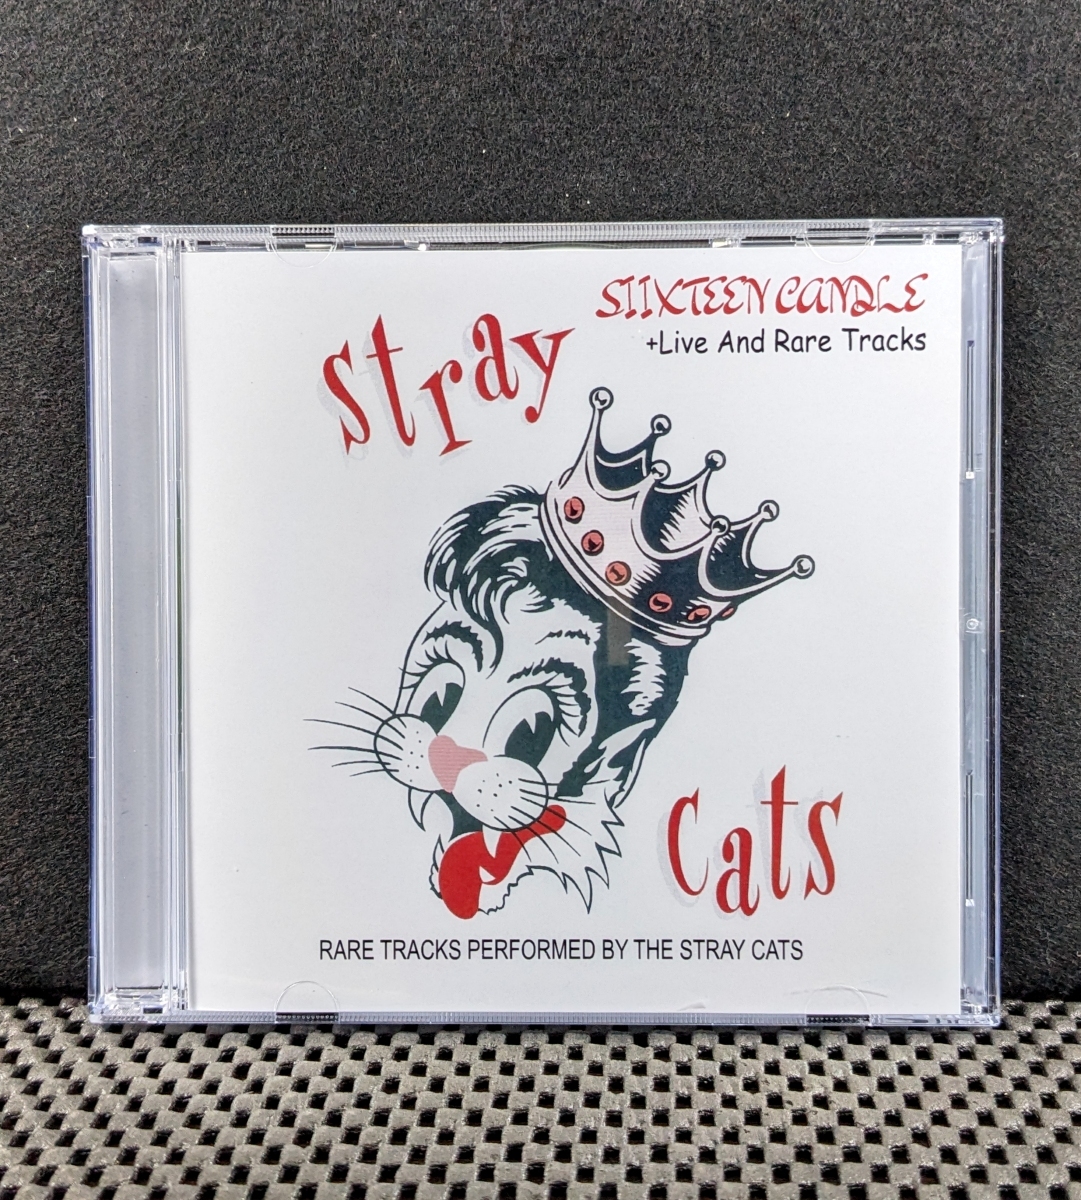 SIIXTEEN CANDLE
+Live And Rare Tracks
Stray
Cats
RARE TRACKS PERFORMED BY THE STRAY CATS